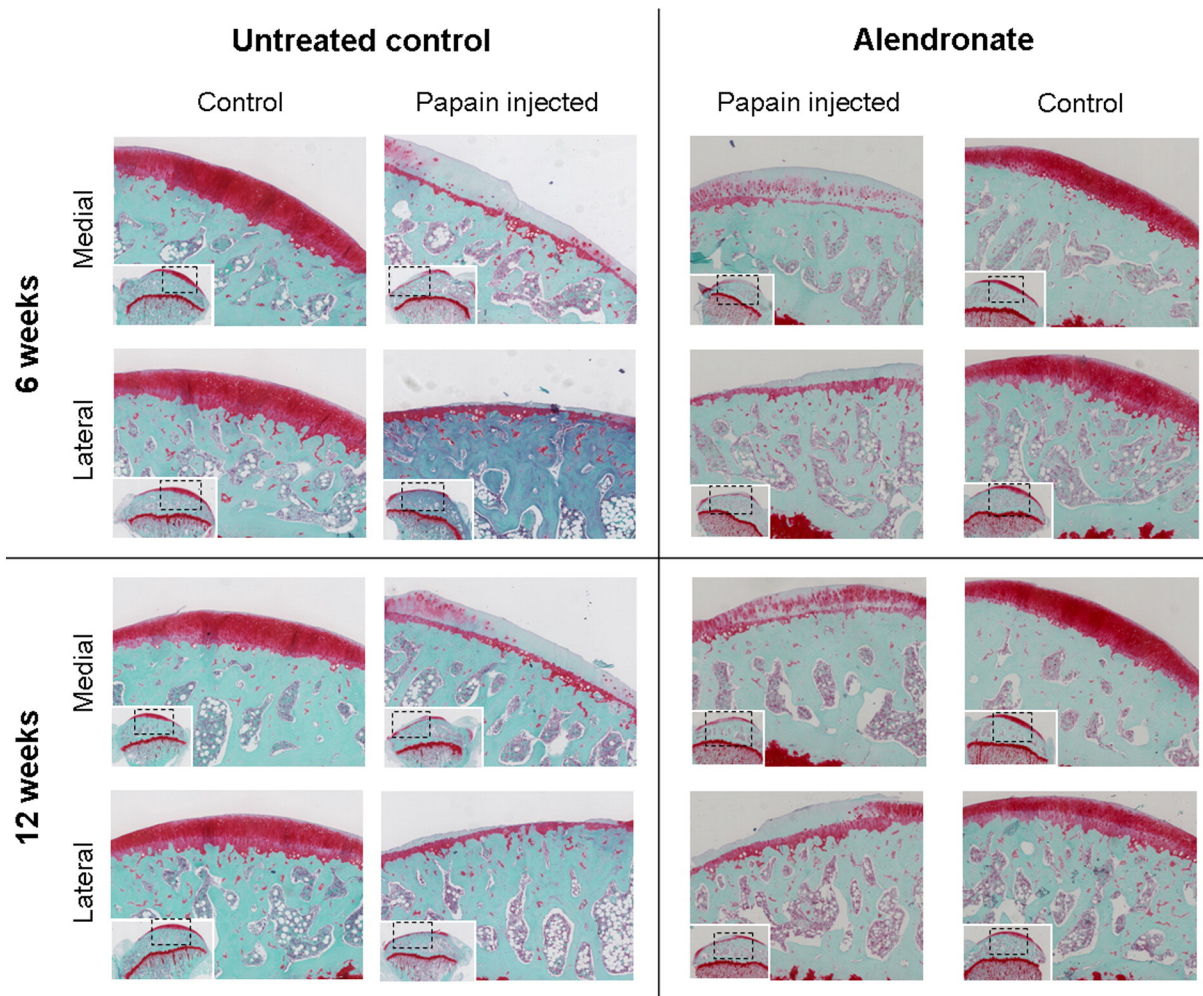 Untreated control
Alendronate
Control
Papain injected
Papain injected
Control
6 weeks
Medial
Lateral
12 weeks
Medial
Lateral